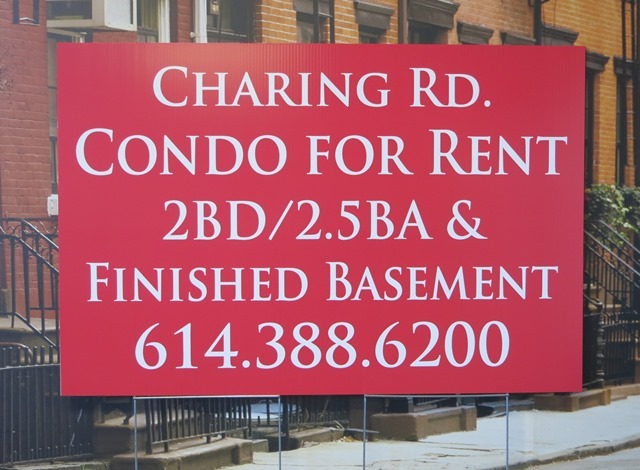 Charing Rd.
Condo for Rent
2BD/2.5BA &
Finished Basement
614.388.6200